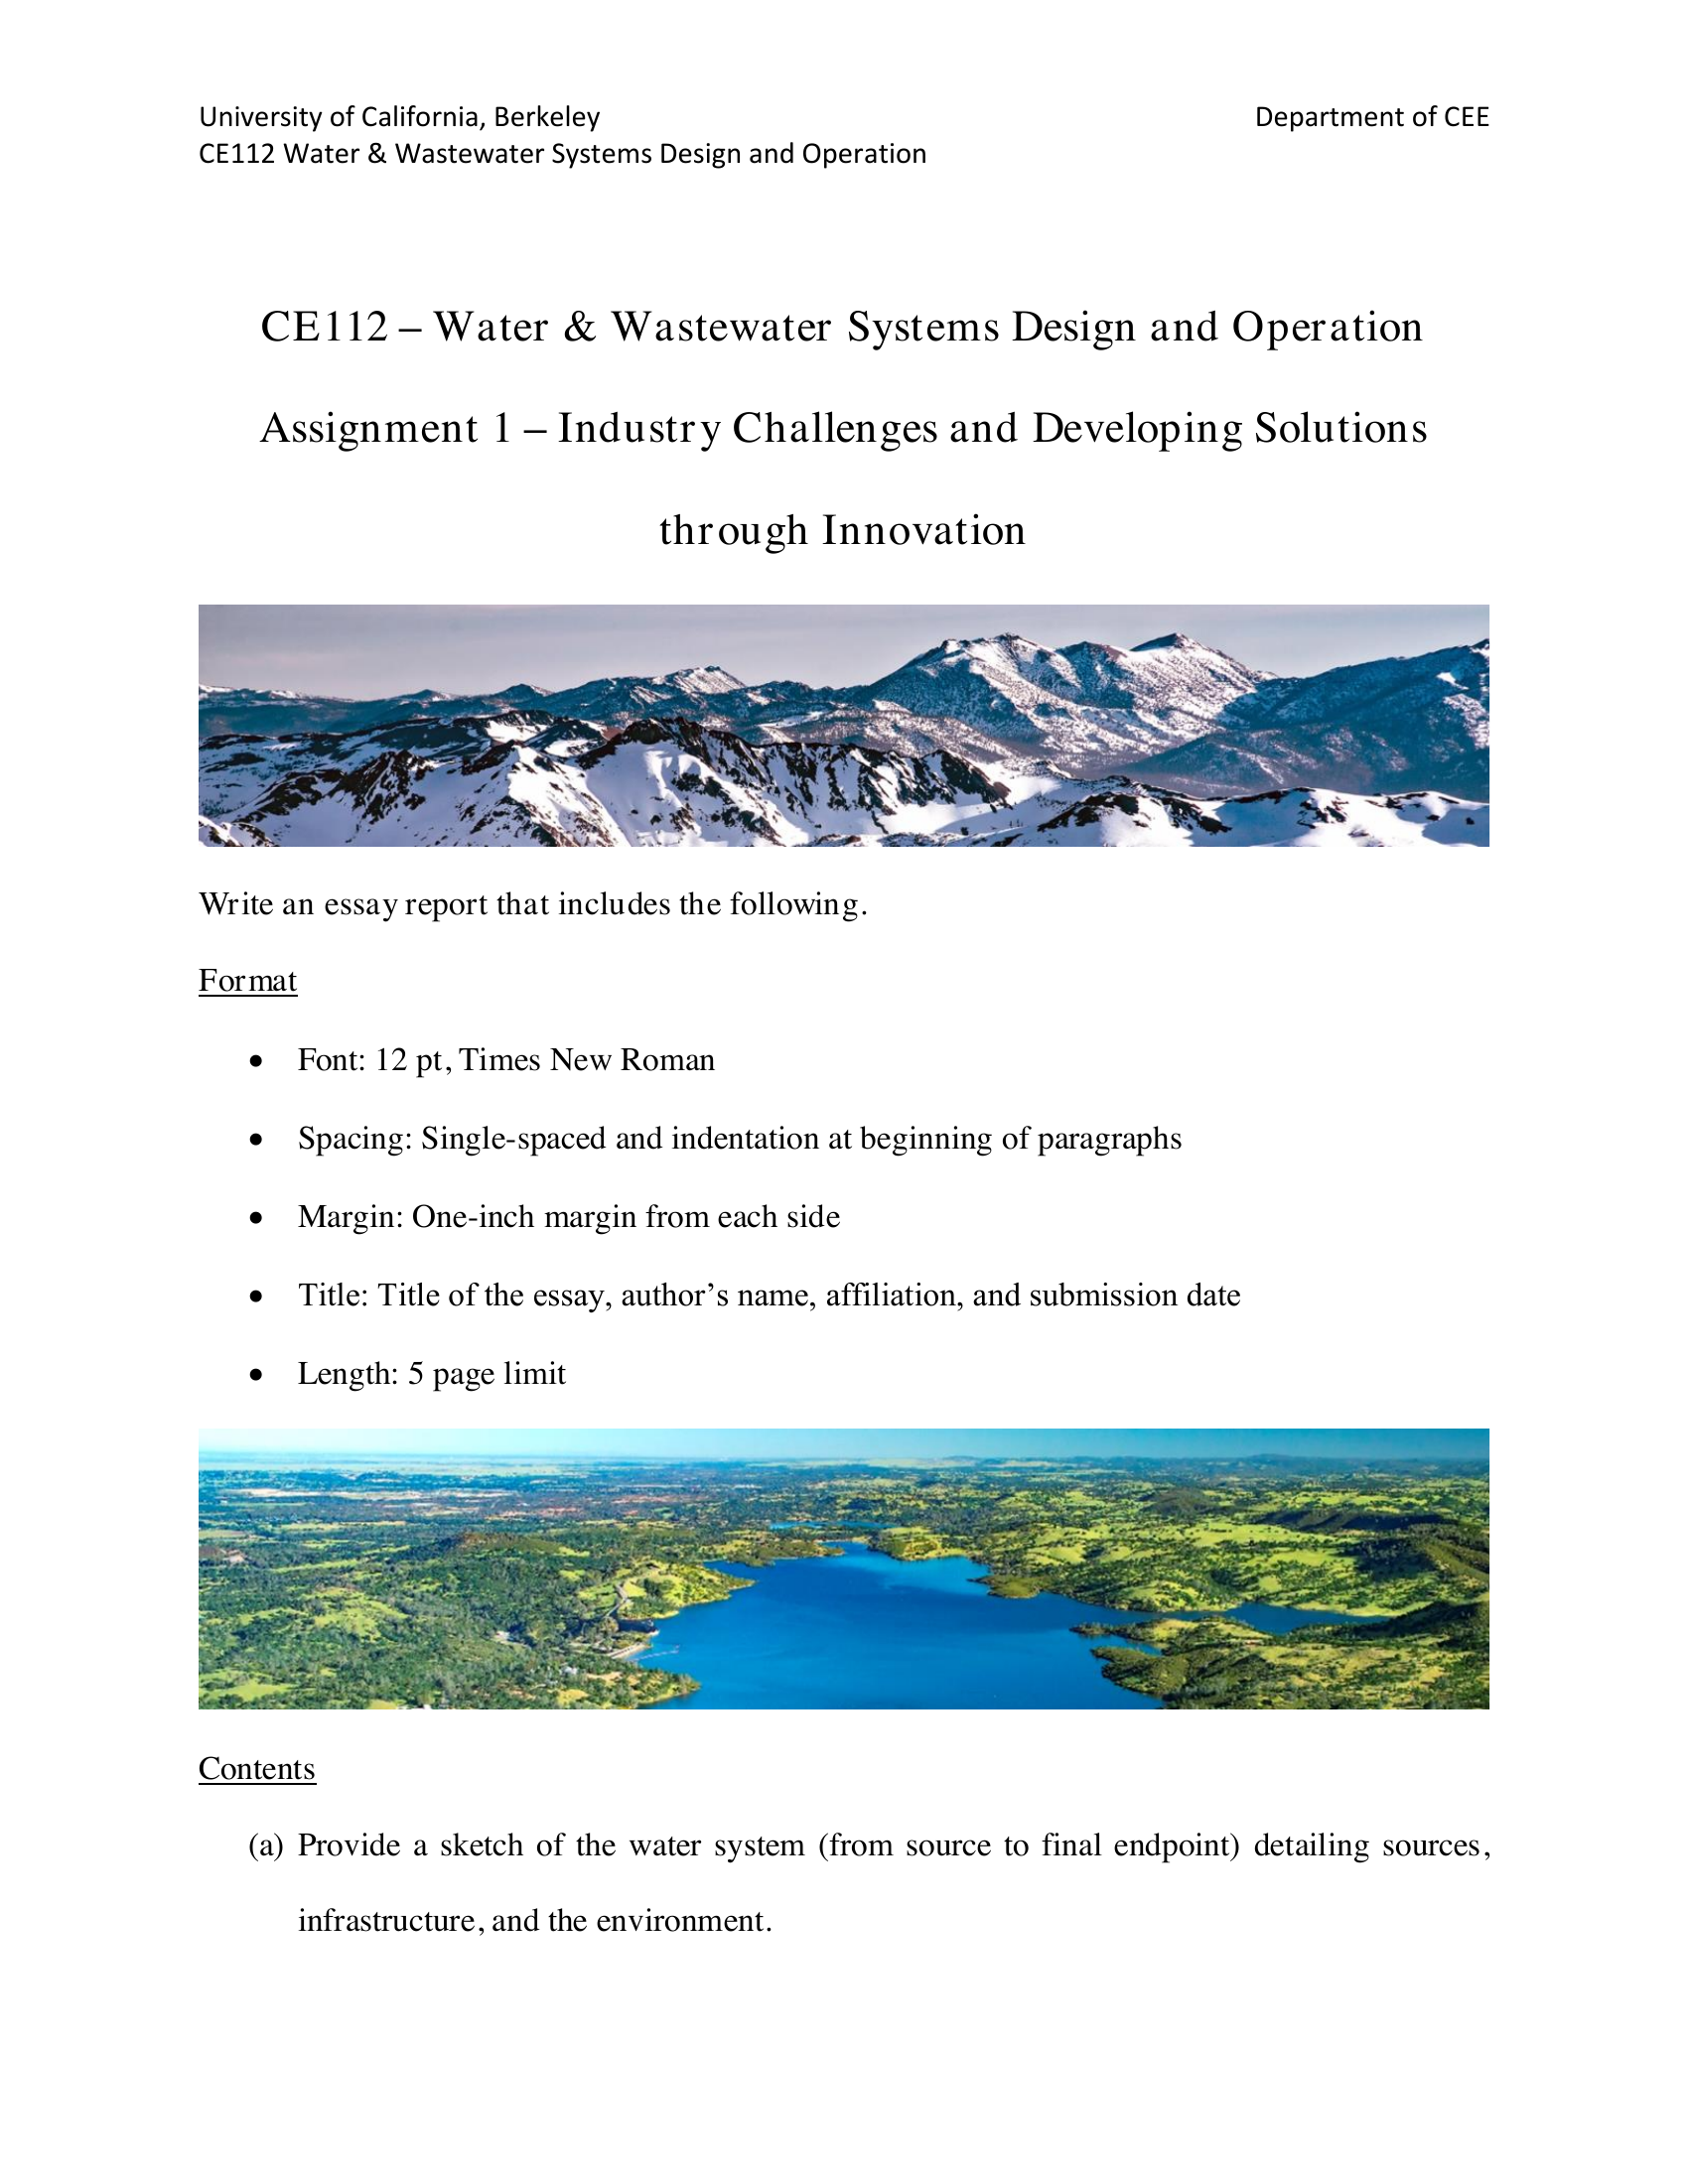 University of California, Berkeley Department of CEE
CE112 Water & Wastewater Systems Design and Operation
CE112 – Water & Wastewater Systems Design and Operation
Assignment 1 – Industry Challenges and Developing Solutions
through Innovation
Write an essay report that includes the following.
Format
• Font: 12 pt, Times New Roman
• Spacing: Single-spaced and indentation at beginning of paragraphs
• Margin: One-inch margin from each side
• Title: Title of the essay, author’s name, affiliation, and submission date
• Length: 5 page limit
Contents
(a) Provide a sketch of the water system (from source to final endpoint) detailing sources,
infrastructure, and the environment.